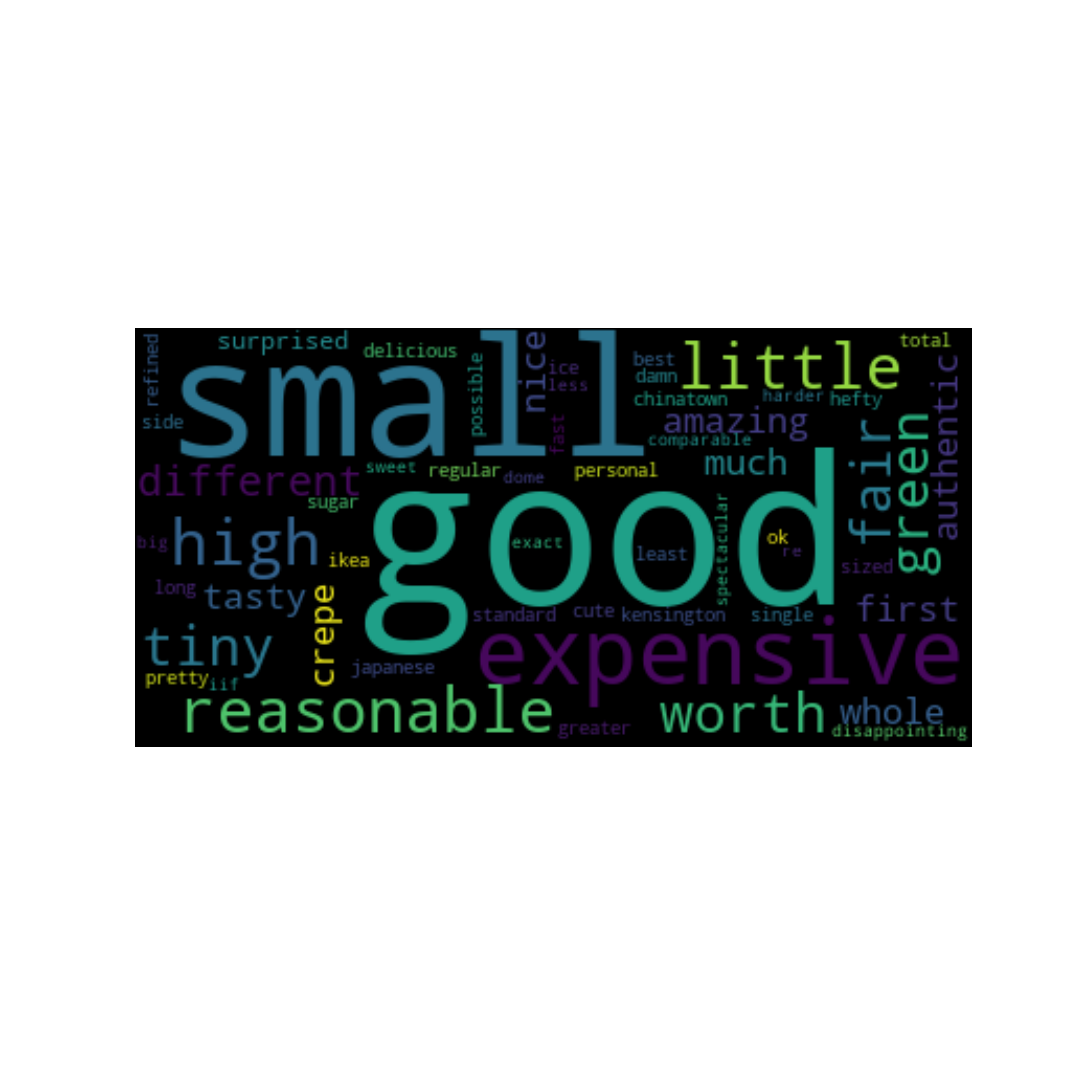 refined
surprised
delicious
possible
nice
ice
less
fast
best
damn
little
total
small
chinatown
harder
hefty
side
amazing
comparable
authentic
different
sweet
regular
dome
personal
much
fair
green
sugar
good
spectacular
big
high
ikea
exact
least
ok
re
sized
long
tasty
crepe
standard
cute
kensington
single
first
tiny
japanese
expensive
pretty
iif
reasonable
greater
worth
whole
disappointing